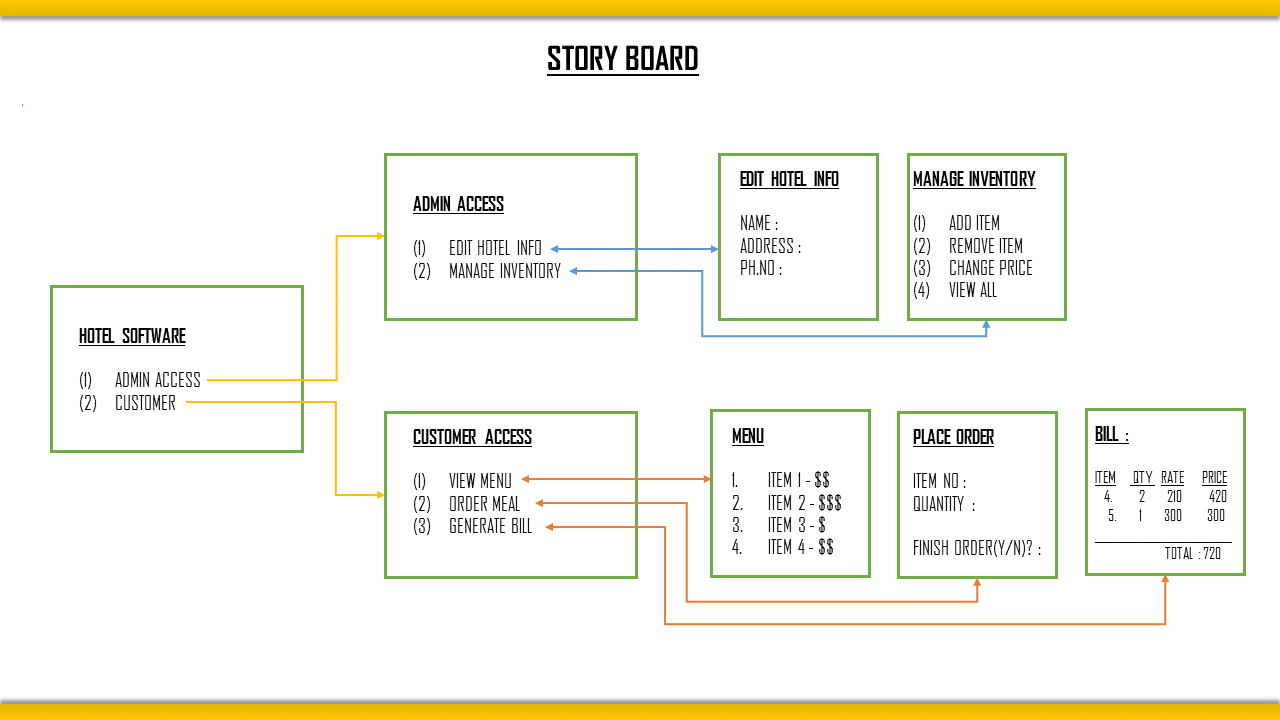 STORY BOARD
HOTEL SOFTWARE
(1) ADMIN ACCESS
(2) CUSTOMER
ADMIN ACCESS
(1) EDIT HOTEL INFO
(2) MANAGE INVENTORY
EDIT HOTEL INFO
NAME :
ADDRESS :
PH.NO :
MANAGE INVENTORY
(1) ADD ITEM
(2) REMOVE ITEM
(3) CHANGE PRICE
(4) VIEW ALL
CUSTOMER ACCESS
(1) VIEW MENU
(2) ORDER MEAL
(3) GENERATE BILL
MENU
1. ITEM 1 - $$
2. ITEM 2 - $$$
3. ITEM 3 - $
4. ITEM 4 - $$
PLACE ORDER
ITEM NO :
QUANTITY :
FINISH ORDER(Y/N)? :
BILL :
ITEM QTY RATE PRICE
4. 2 210 420
5. 1 300 300
TOTAL : 720